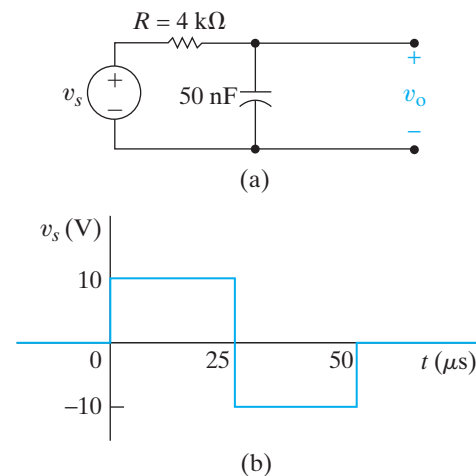 R = 4 kΩ
+
−
v_s
50 nF
+
v_o
−
(a)
v_s (V)
10
0
25
50
t (μs)
−10
(b)